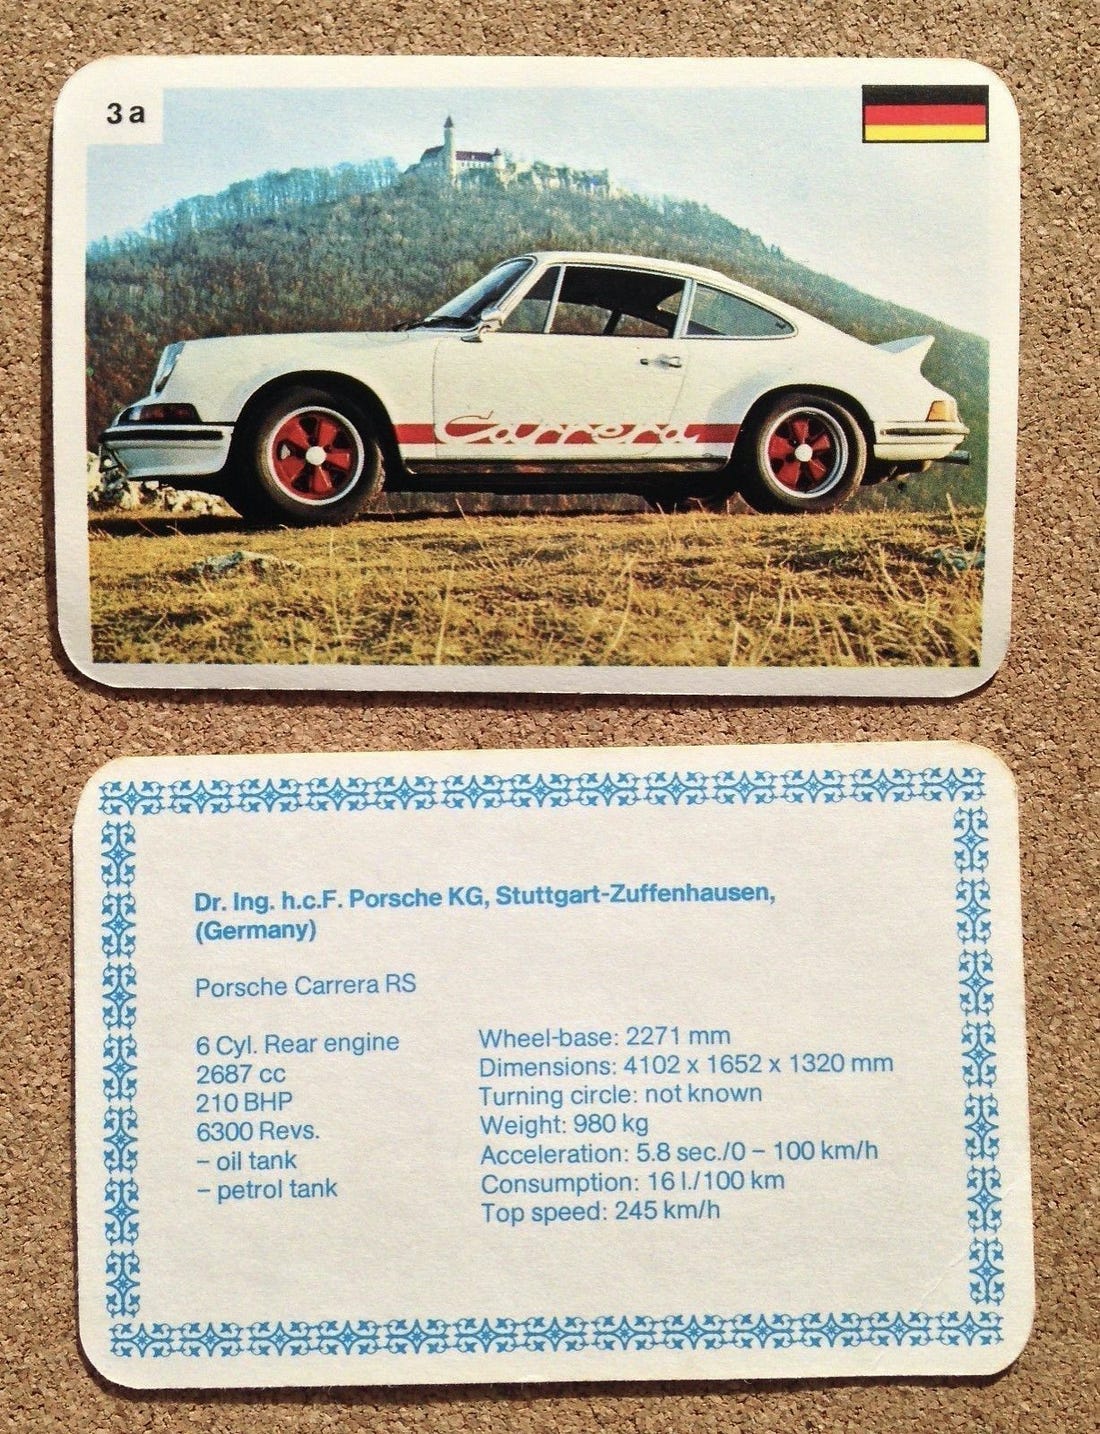 3 a
Carrera
Dr. Ing. h.c.F. Porsche KG, Stuttgart-Zuffenhausen,
(Germany)
Porsche Carrera RS
6 Cyl. Rear engine
2687 cc
210 BHP
6300 Revs.
– oil tank
– petrol tank
Wheel-base: 2271 mm
Dimensions: 4102 x 1652 x 1320 mm
Turning circle: not known
Weight: 980 kg
Acceleration: 5.8 sec./0 – 100 km/h
Consumption: 16 l./100 km
Top speed: 245 km/h